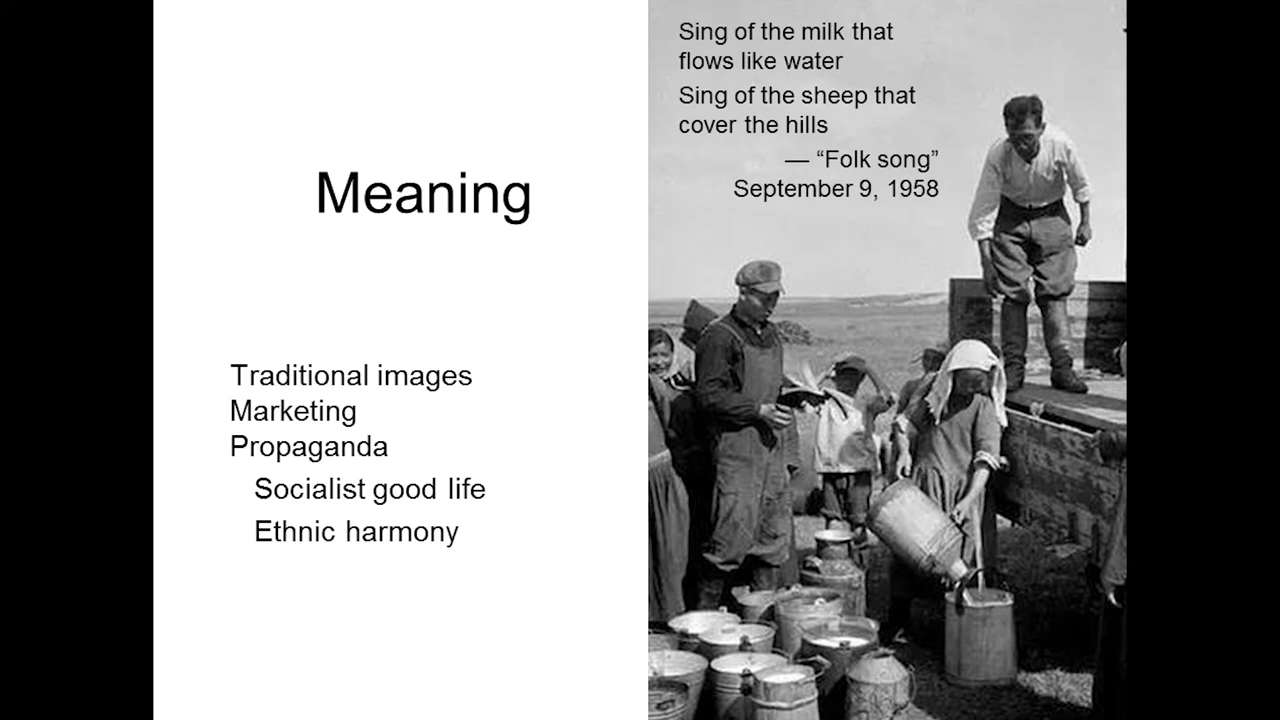 Meaning
Traditional images
Marketing
Propaganda
Socialist good life
Ethnic harmony
Sing of the milk that
flows like water
Sing of the sheep that
cover the hills
— “Folk song”
September 9, 1958